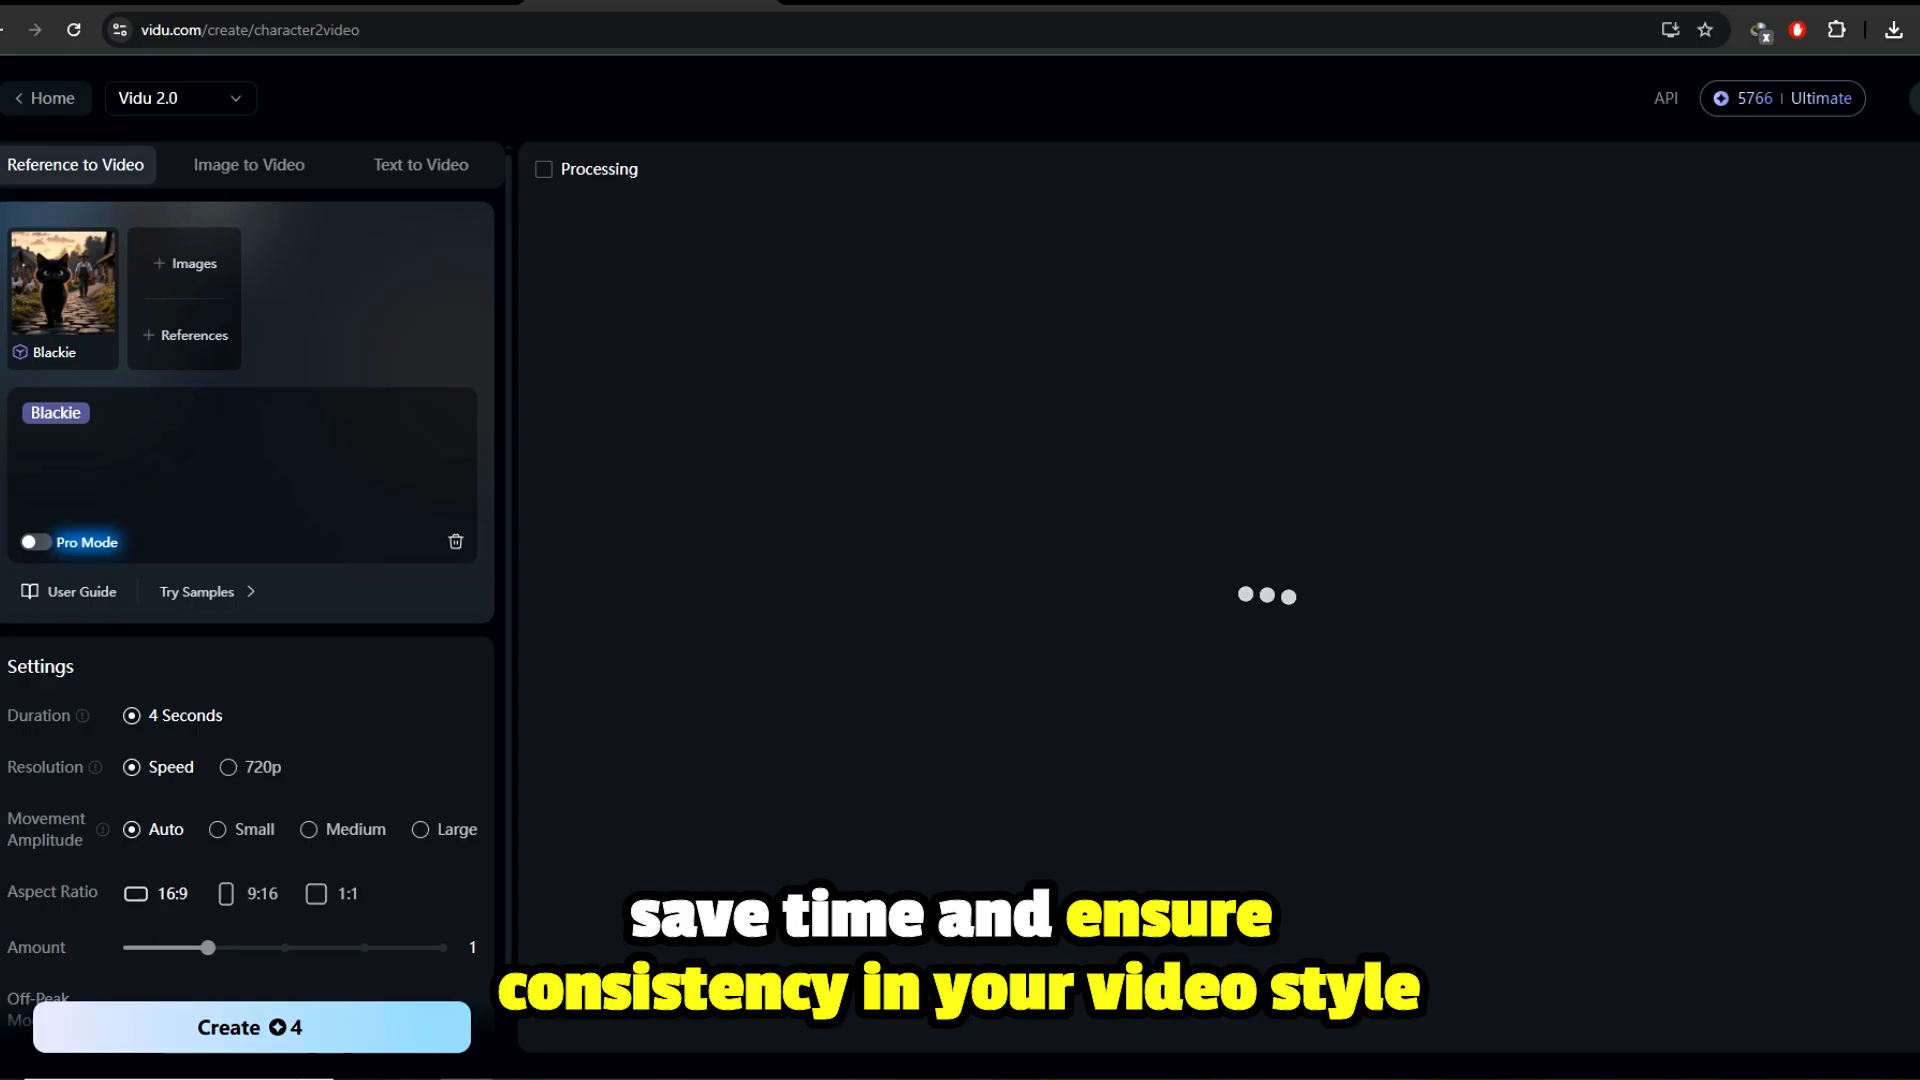 vidu.com/create/character2video
Home
Vidu 2.0
API
5766 | Ultimate
Reference to Video
Image to Video
Text to Video
Processing
+ Images
+ References
Blackie
Blackie
Pro Mode
User Guide
Try Samples
Settings
Duration
4 Seconds
Resolution
Speed
720p
Movement
Amplitude
Auto
Small
Medium
Large
Aspect Ratio
16:9
9:16
1:1
Amount
1
Off-Peak
Create 4
save time and ensure
consistency in your video style